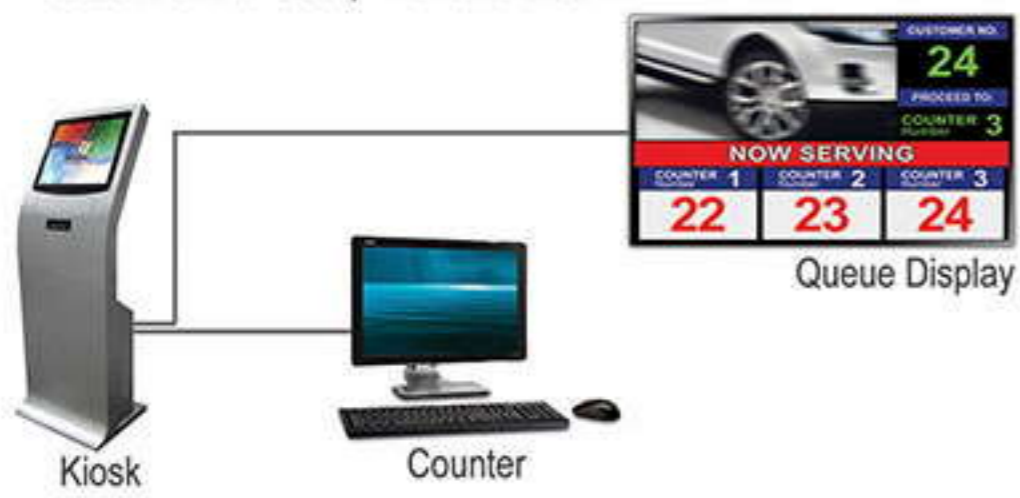 CUSTOMER NO.
24
PROCEED TO:
COUNTER 3
Number
NOW SERVING
COUNTER 1
Number
COUNTER 2
Number
COUNTER 3
Number
22
23
24
Queue Display
Kiosk
Counter